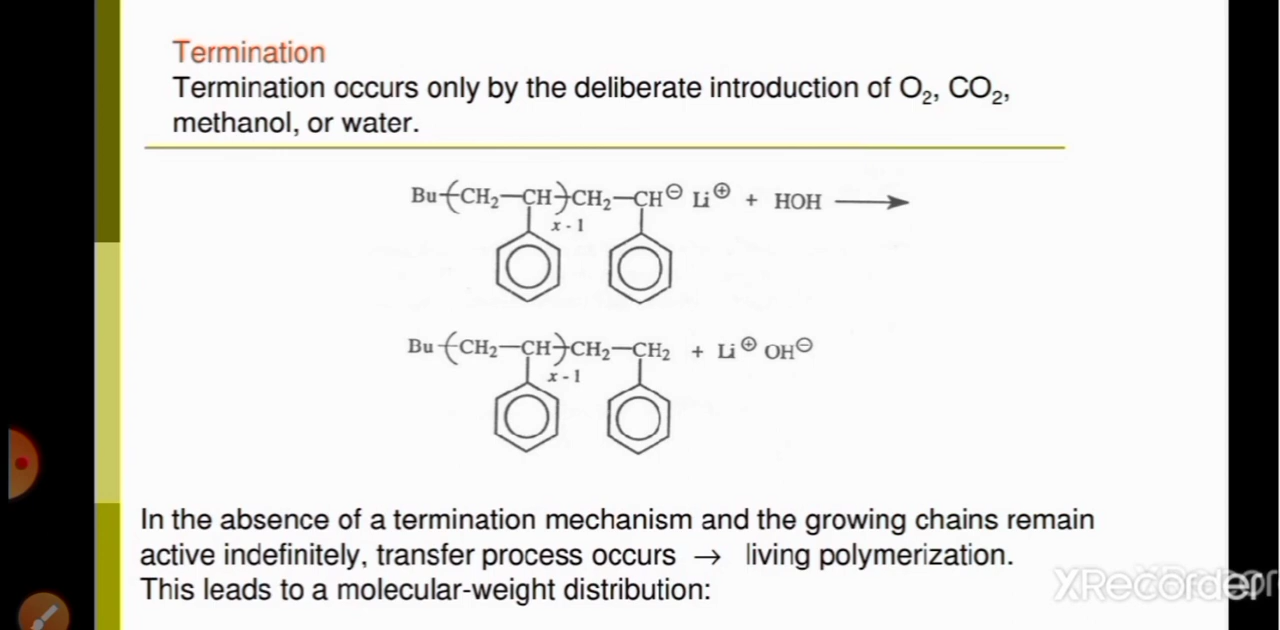 Termination
Termination occurs only by the deliberate introduction of O₂, CO₂,
methanol, or water.
Bu-(CH₂—CH)-CH₂—CH⊖ Li⊕ + HOH ⟶
x - 1
Bu-(CH₂—CH)-CH₂—CH₂ + Li⊕ OH⊖
x - 1
In the absence of a termination mechanism and the growing chains remain
active indefinitely, transfer process occurs → living polymerization.
This leads to a molecular-weight distribution:
XRecorder